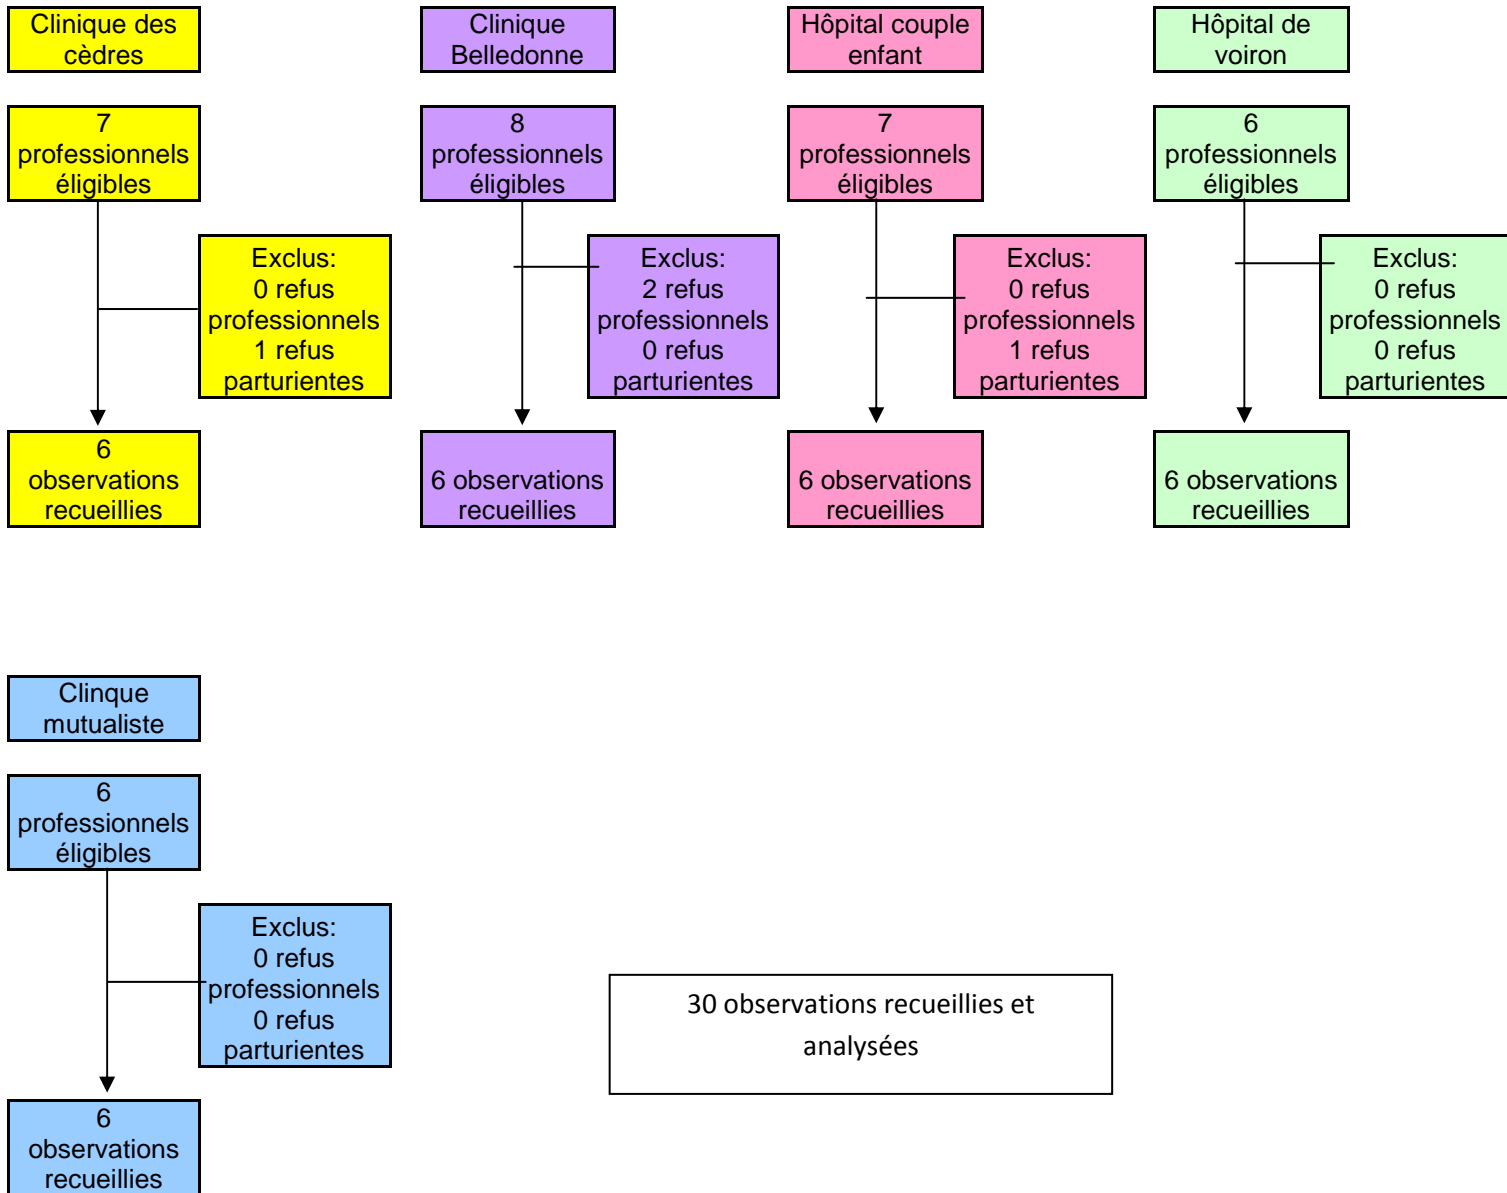 Clinique des
cèdres
7
professionnels
éligibles
Exclus:
0 refus
professionnels
1 refus
parturientes
6
observations
recueillies
Clinique
Belledonne
8
professionnels
éligibles
Exclus:
2 refus
professionnels
0 refus
parturientes
6 observations
recueillies
Hôpital couple
enfant
7
professionnels
éligibles
Exclus:
0 refus
professionnels
1 refus
parturientes
6 observations
recueillies
Hôpital de
voiron
6
professionnels
éligibles
Exclus:
0 refus
professionnels
0 refus
parturientes
6 observations
recueillies
Clinque
mutualiste
6
professionnels
éligibles
Exclus:
0 refus
professionnels
0 refus
parturientes
6
observations
recueillies
30 observations recueillies et
analysées